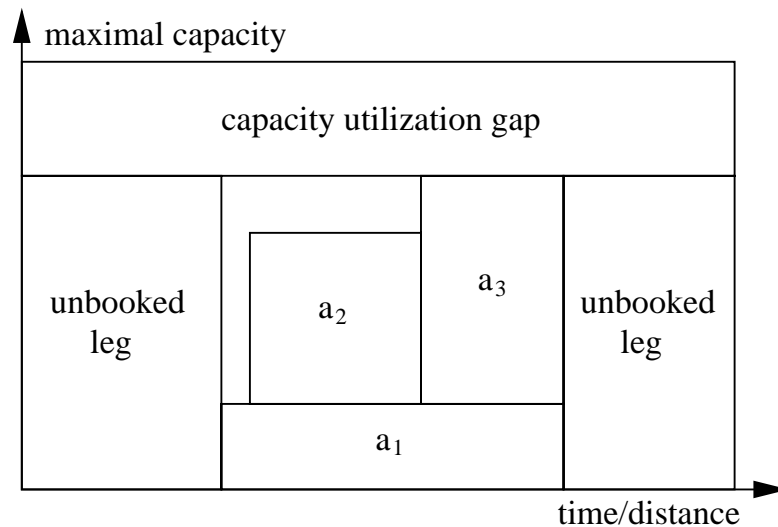 maximal capacity
capacity utilization gap
unbooked
leg
a₂
a₃
unbooked
leg
a₁
time/distance